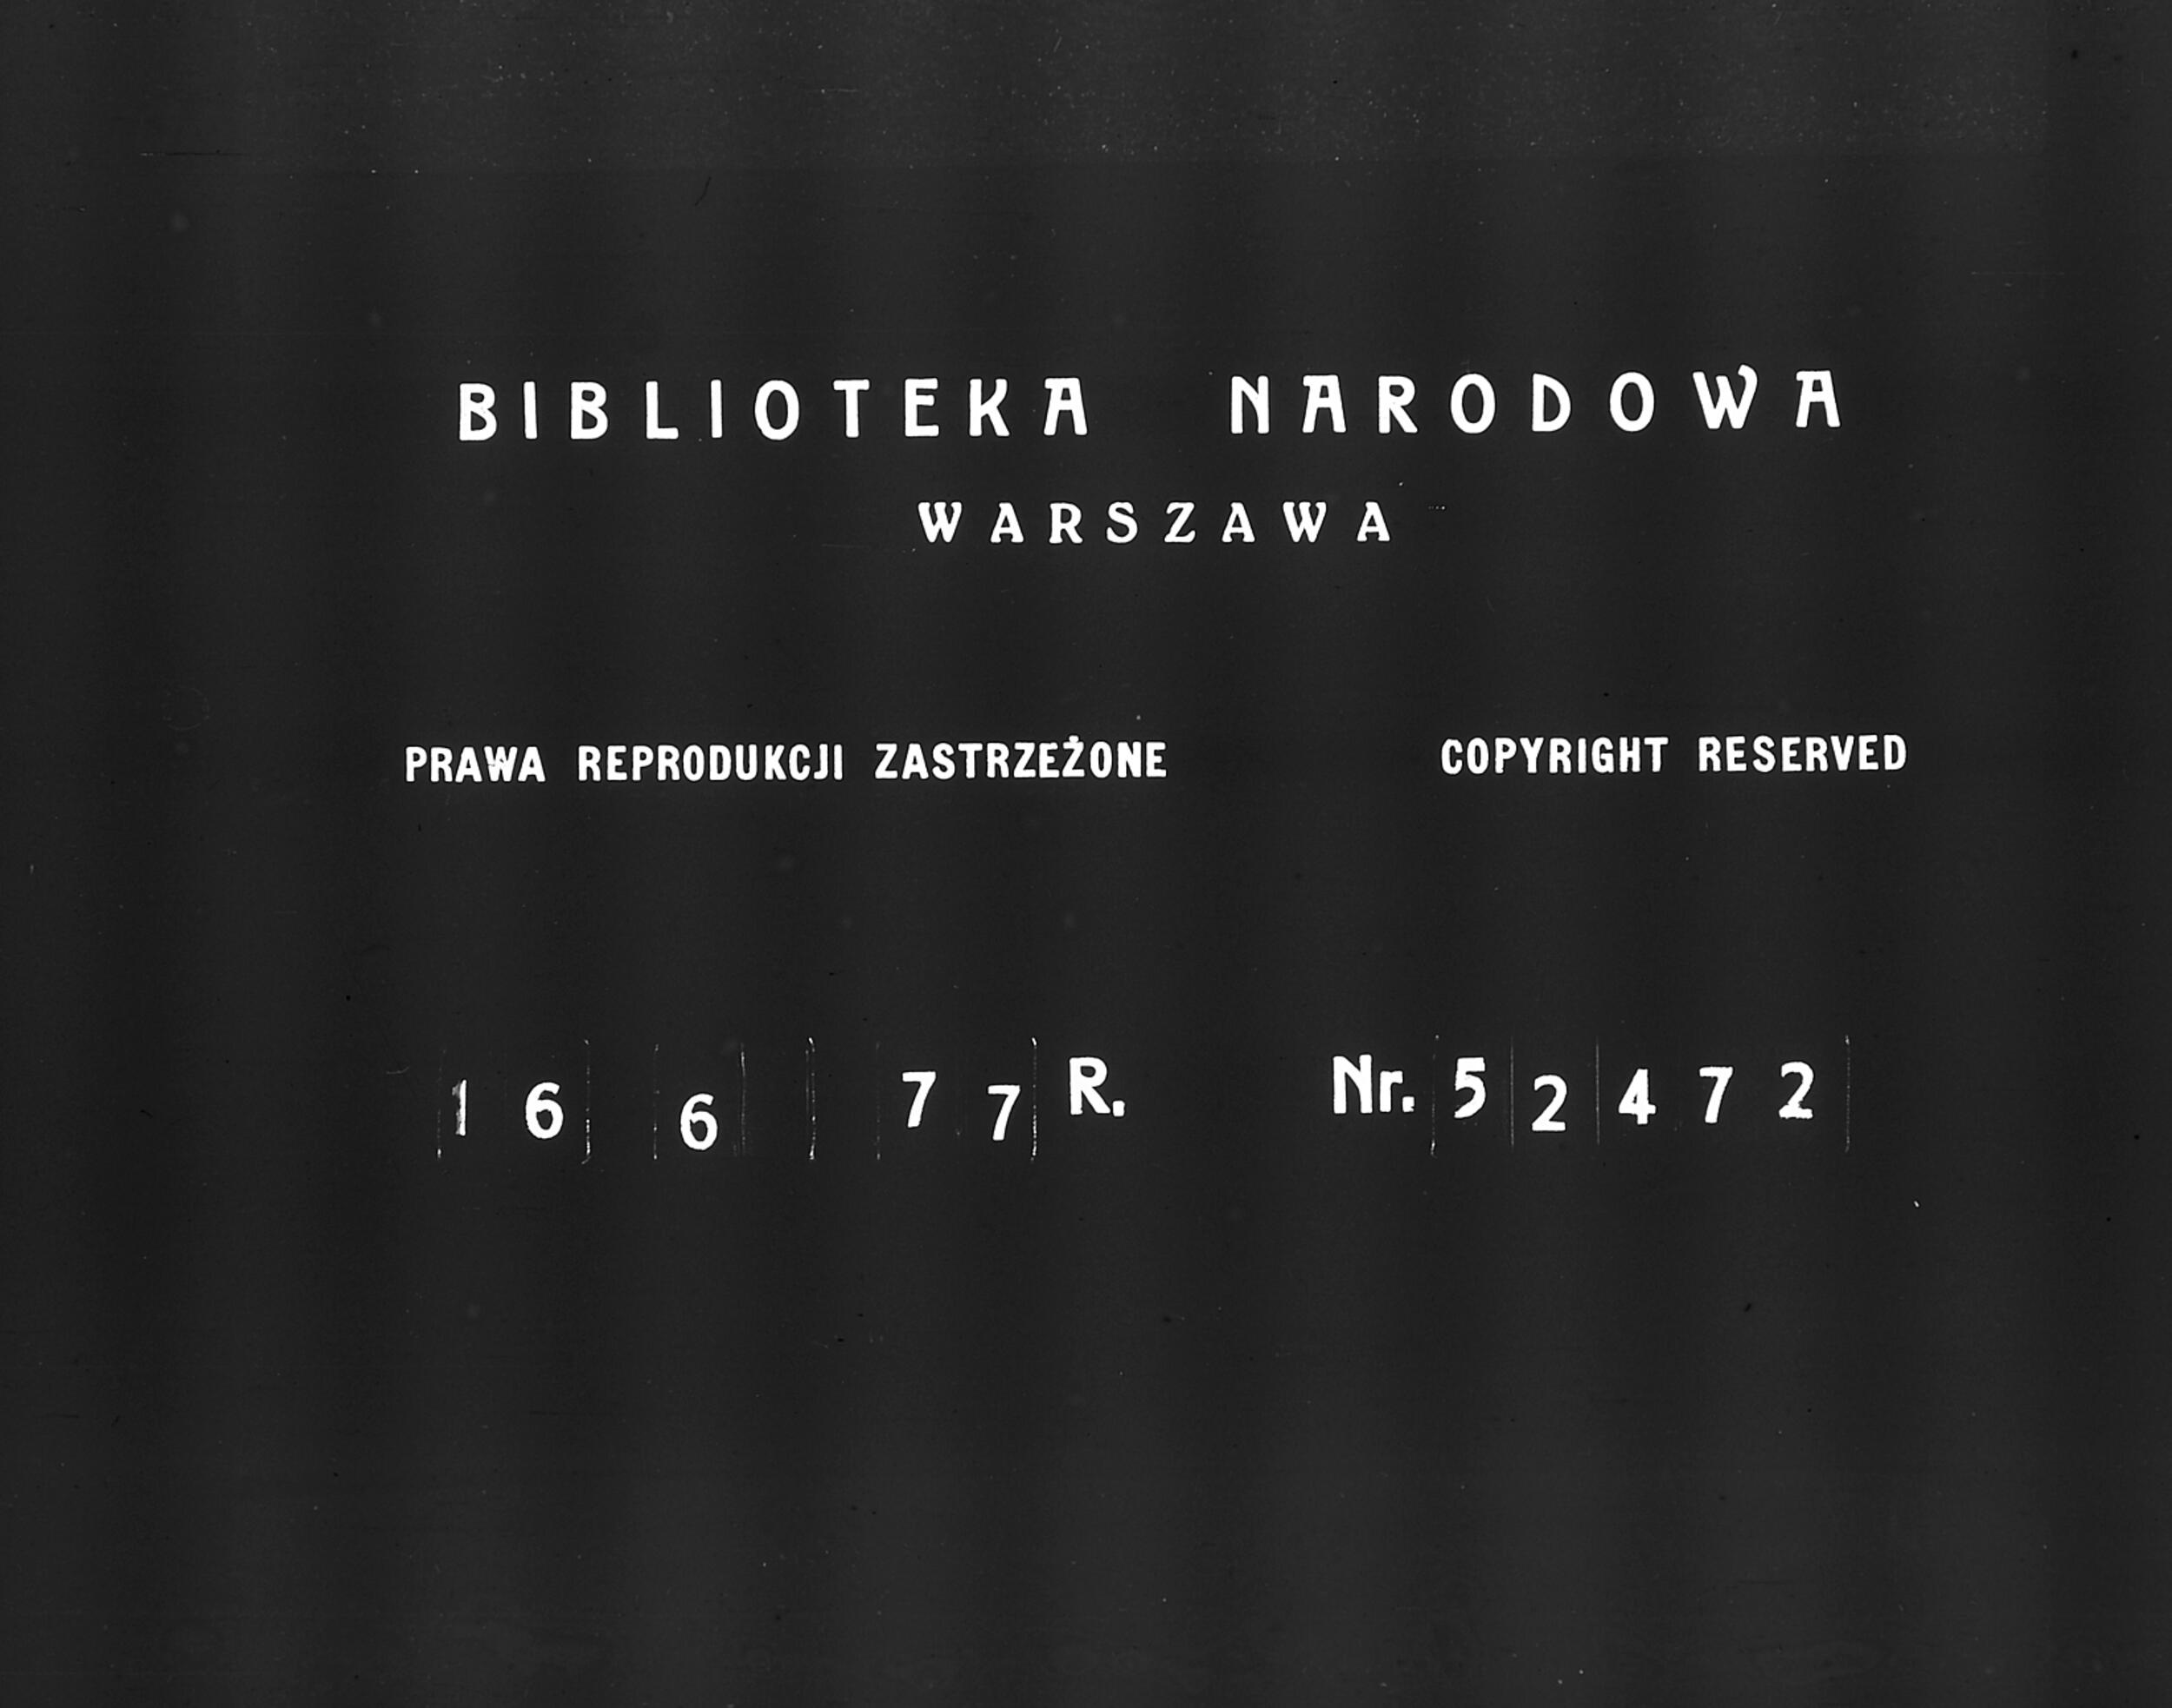 BIBLIOTEKA NARODOWA
WARSZAWA
PRAWA REPRODUKCJI ZASTRZEŻONE COPYRIGHT RESERVED
16 6 77 R. Nr. 52472